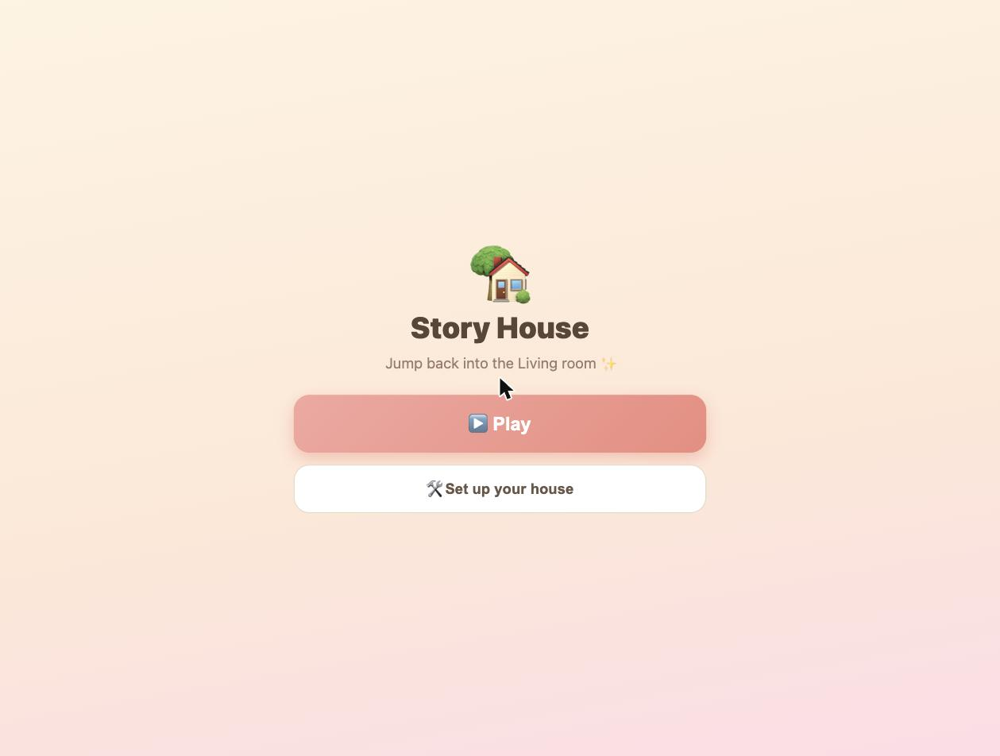 Story House
Jump back into the Living room ✨
▶️ Play
🛠️ Set up your house